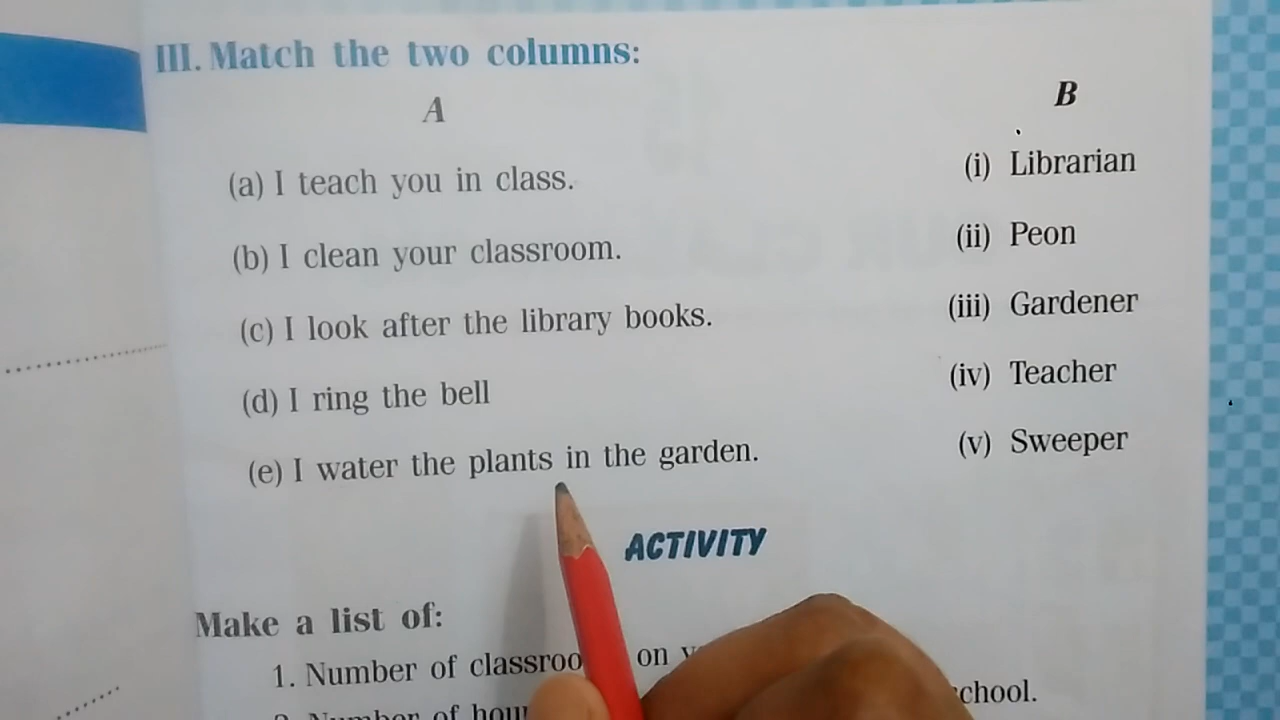 III. Match the two columns:
A B
(a) I teach you in class. (i) Librarian
(b) I clean your classroom. (ii) Peon
(c) I look after the library books. (iii) Gardener
(d) I ring the bell (iv) Teacher
(e) I water the plants in the garden. (v) Sweeper
ACTIVITY
Make a list of:
1. Number of on
Number of